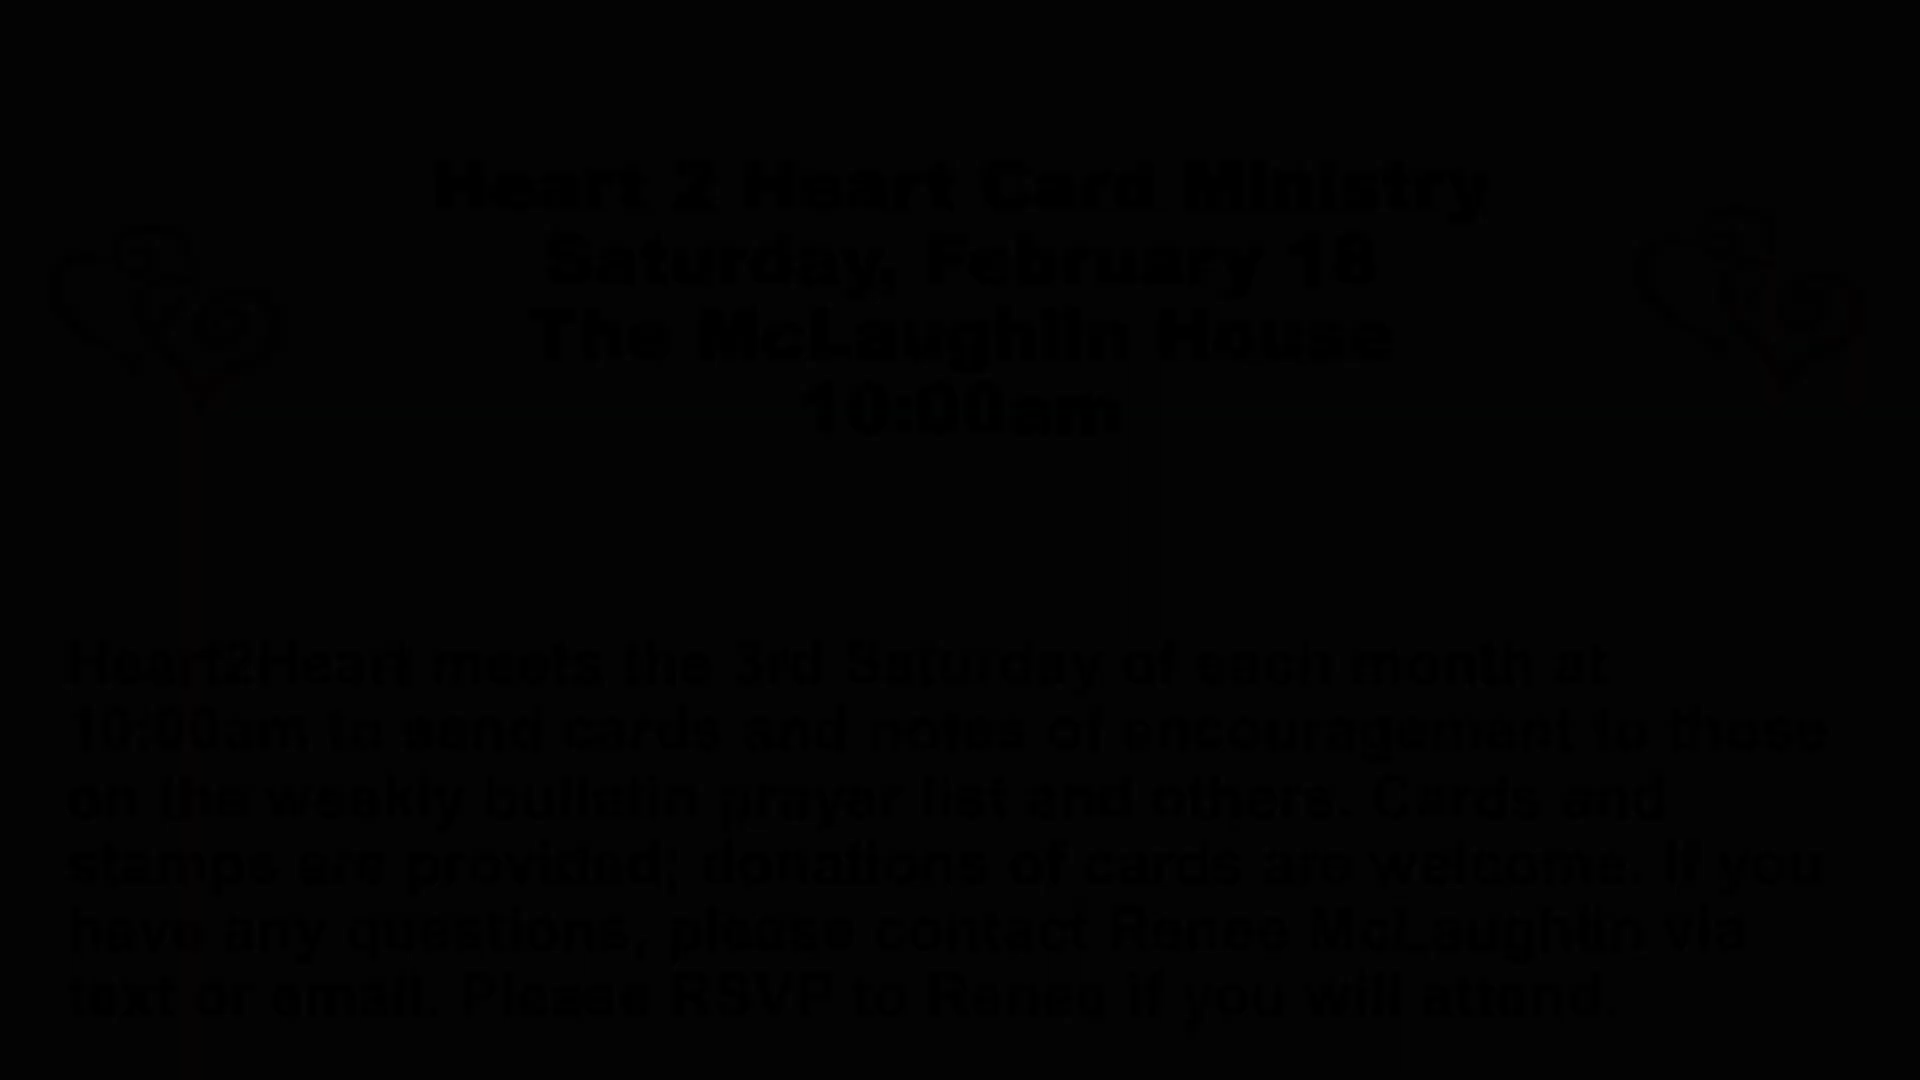 Heart 2 Heart Card Ministry
Saturday, February 18
The McLaughlin House
10:00am
Heart2Heart meets the 3rd Saturday of each month at
10:00am to send cards and notes of encouragement to those
on the weekly bulletin prayer list and others. Cards and
stamps are provided; donations of cards are welcome. If you
have any questions, please contact Renee McLaughlin via
text or email. Please RSVP to Renee if you will attend.